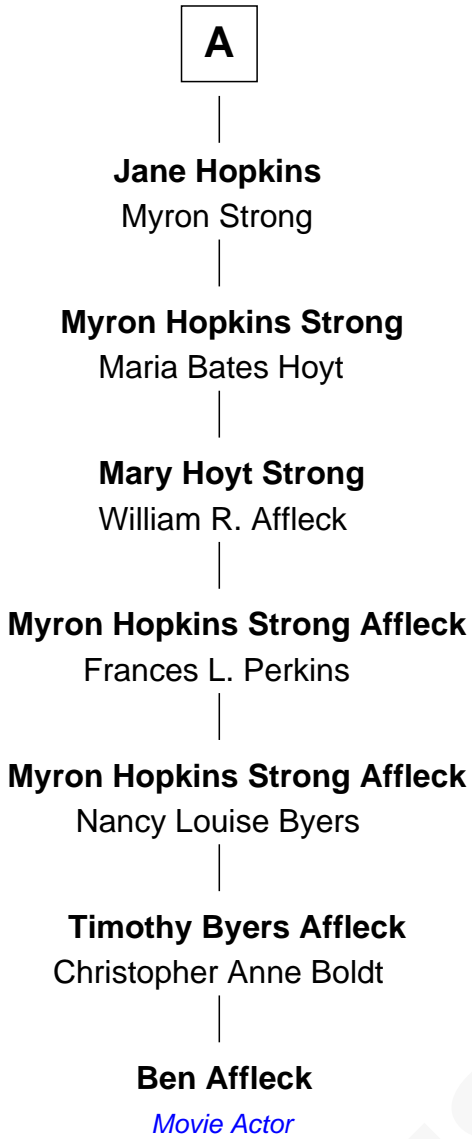 A
Jane Hopkins
Myron Strong
Myron Hopkins Strong
Maria Bates Hoyt
Mary Hoyt Strong
William R. Affleck
Myron Hopkins Strong Affleck
Frances L. Perkins
Myron Hopkins Strong Affleck
Nancy Louise Byers
Timothy Byers Affleck
Christopher Anne Boldt
Ben Affleck
Movie Actor